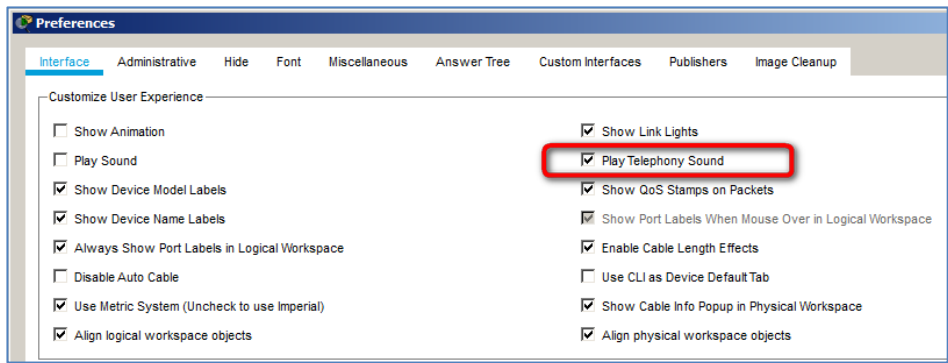 Preferences
Interface Administrative Hide Font Miscellaneous Answer Tree Custom Interfaces Publishers Image Cleanup
Customize User Experience
Show Animation Show Link Lights
Play Sound Play Telephony Sound
Show Device Model Labels Show QoS Stamps on Packets
Show Device Name Labels Show Port Labels When Mouse Over in Logical Workspace
Always Show Port Labels in Logical Workspace Enable Cable Length Effects
Disable Auto Cable Use CLI as Device Default Tab
Use Metric System (Uncheck to use Imperial) Show Cable Info Popup in Physical Workspace
Align logical workspace objects Align physical workspace objects